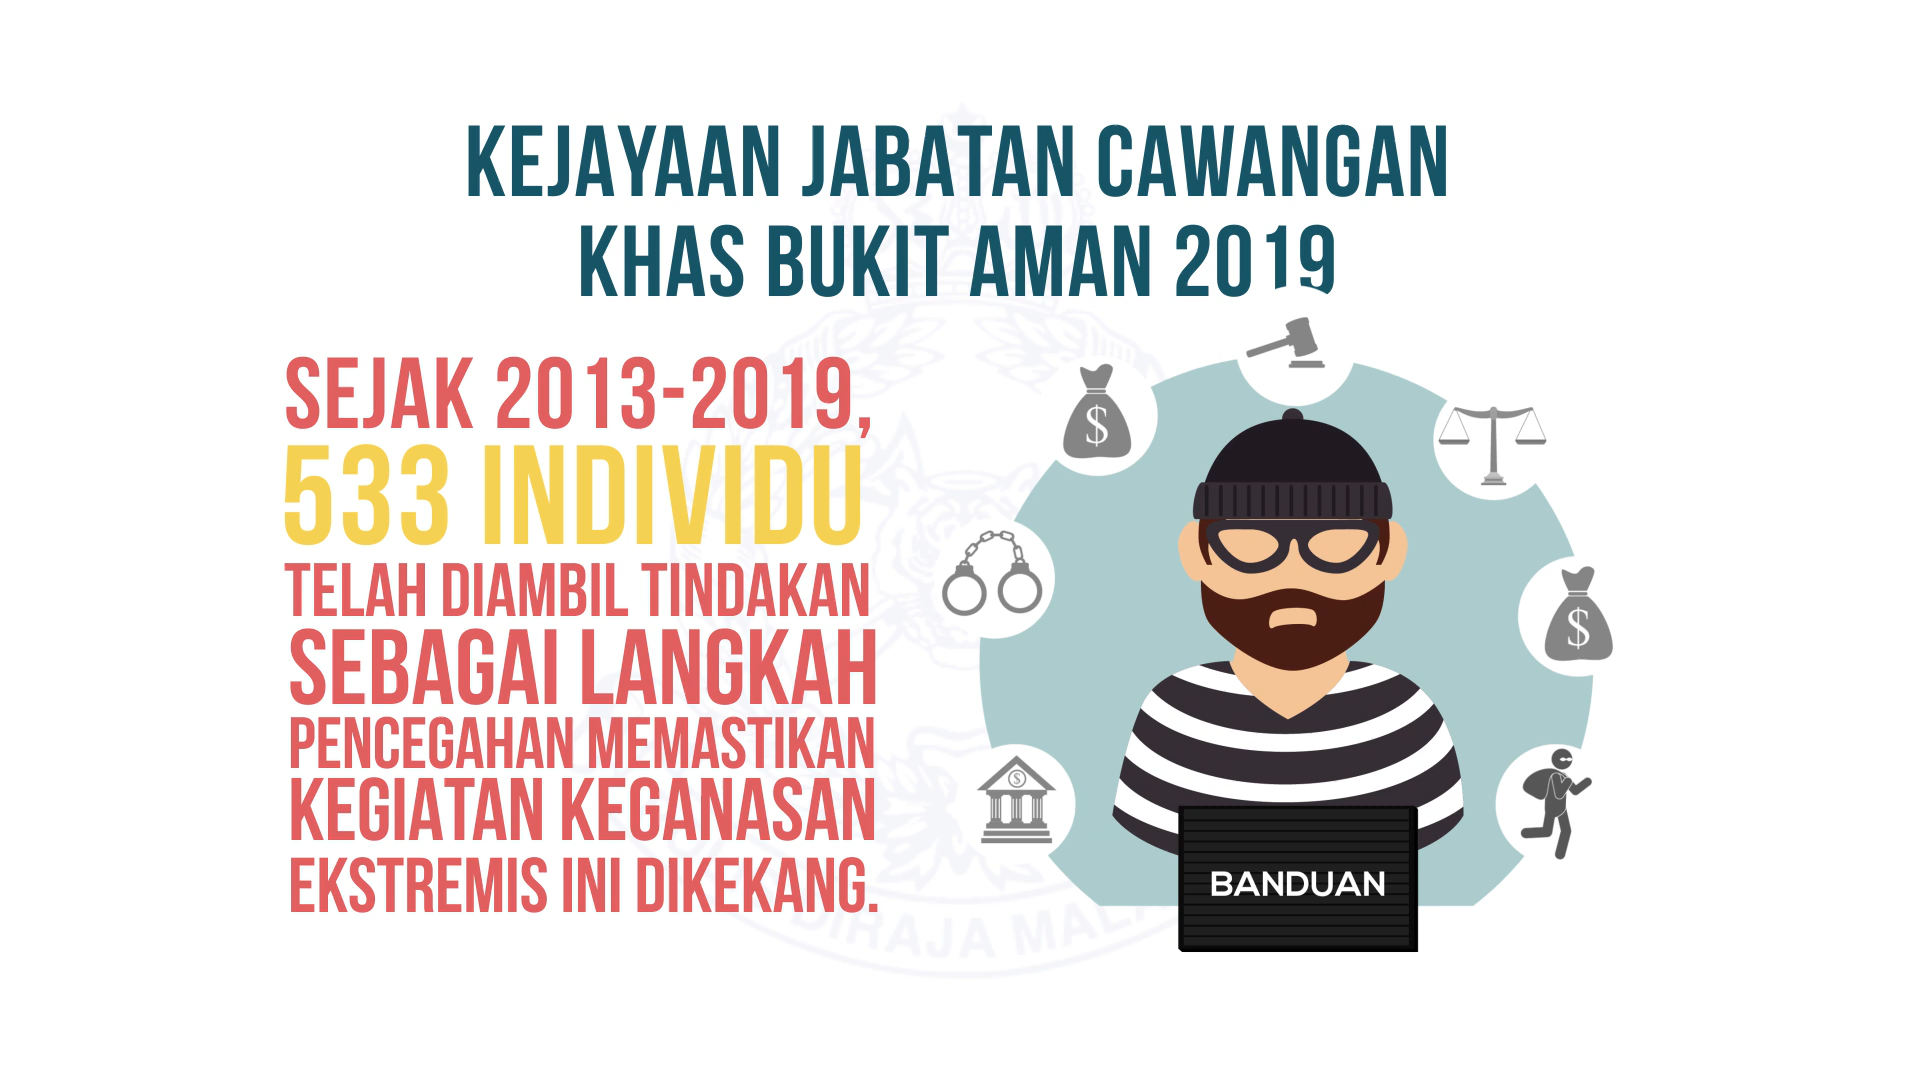 KEJAYAAN JABATAN CAWANGAN
KHAS BUKIT AMAN 2019
SEJAK 2013-2019,
533 INDIVIDU
TELAH DIAMBIL TINDAKAN
SEBAGAI LANGKAH
PENCEGAHAN MEMASTIKAN
KEGIATAN KEGANASAN
EKSTREMIS INI DIKEKANG.
$
$
$
BANDUAN
DIRAJA